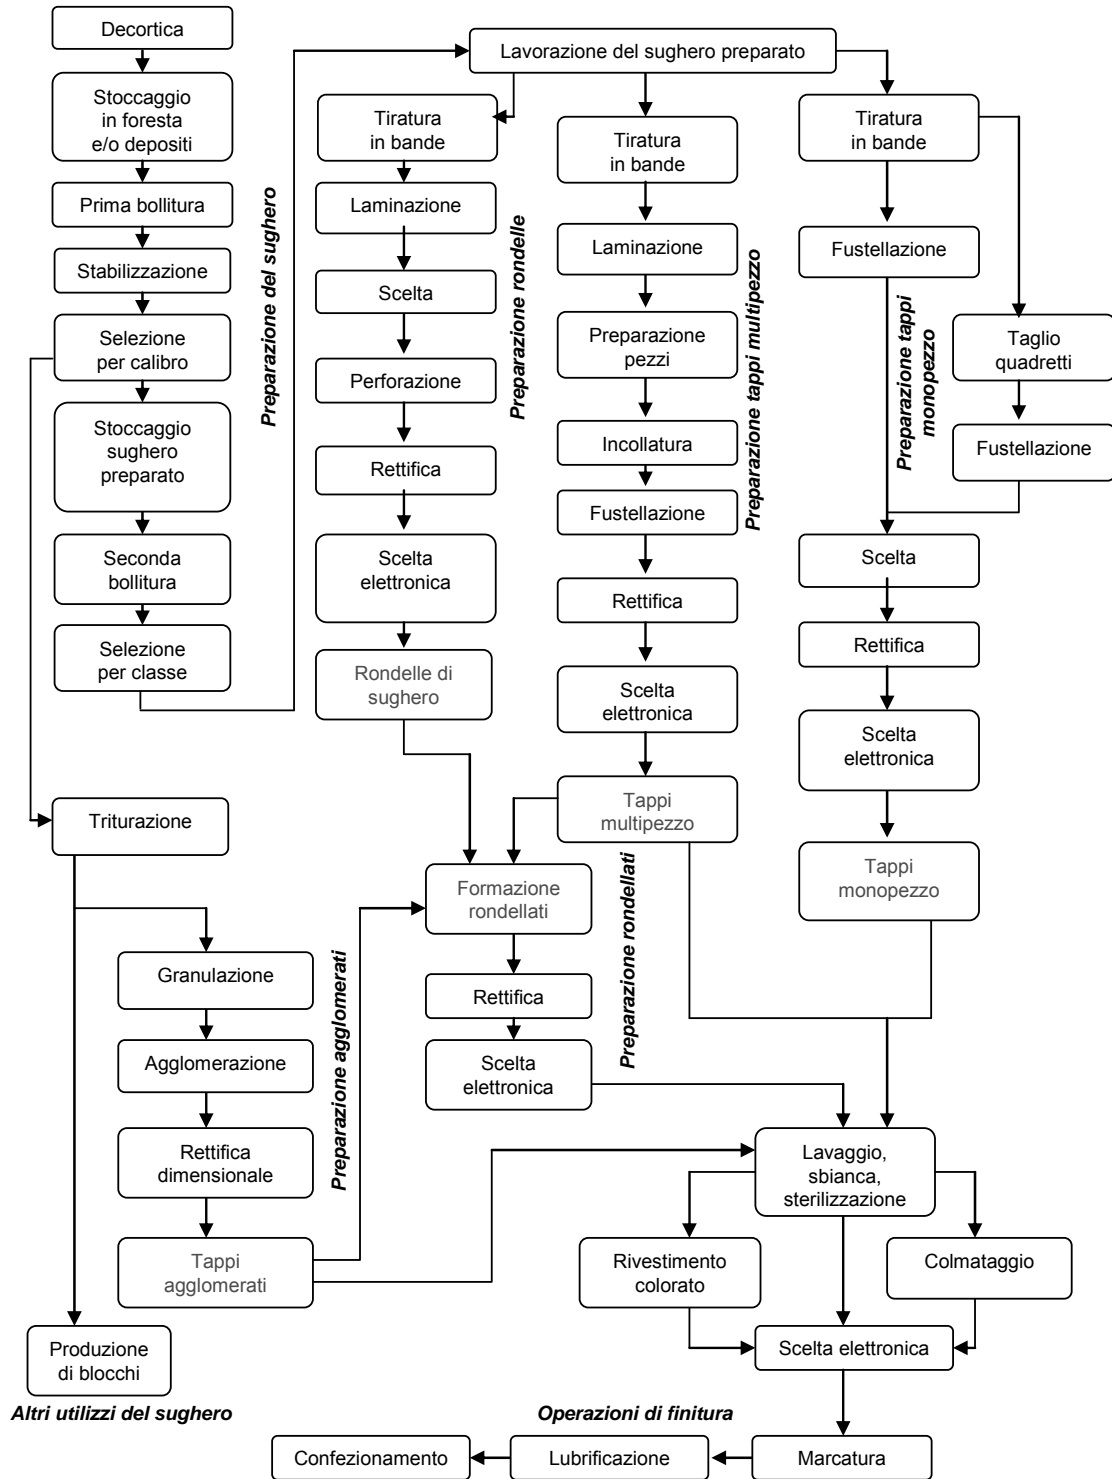 Decortica
Stoccaggio
in foresta
e/o depositi
Prima bollitura
Stabilizzazione
Selezione
per calibro
Stoccaggio
sughero
preparato
Seconda
bollitura
Selezione
per classe
Preparazione del sughero
Lavorazione del sughero preparato
Tiratura
in bande
Laminazione
Scelta
Perforazione
Rettifica
Scelta
elettronica
Rondelle di
sughero
Preparazione rondelle
Tiratura
in bande
Laminazione
Preparazione
pezzi
Incollatura
Fustellazione
Rettifica
Scelta
elettronica
Tappi
multipezzo
Preparazione tappi multipezzo
Tiratura
in bande
Fustellazione
Preparazione tappi
monopezzo
Taglio
quadretti
Fustellazione
Scelta
Rettifica
Scelta
elettronica
Tappi
monopezzo
Triturazione
Granulazione
Agglomerazione
Rettifica
dimensionale
Tappi
agglomerati
Preparazione agglomerati
Formazione
rondellati
Rettifica
Scelta
elettronica
Preparazione rondellati
Lavaggio,
sbianca,
sterilizzazione
Rivestimento
colorato
Colmataggio
Scelta elettronica
Produzione
di blocchi
Altri utilizzi del sughero
Operazioni di finitura
Confezionamento
Lubrificazione
Marcatura